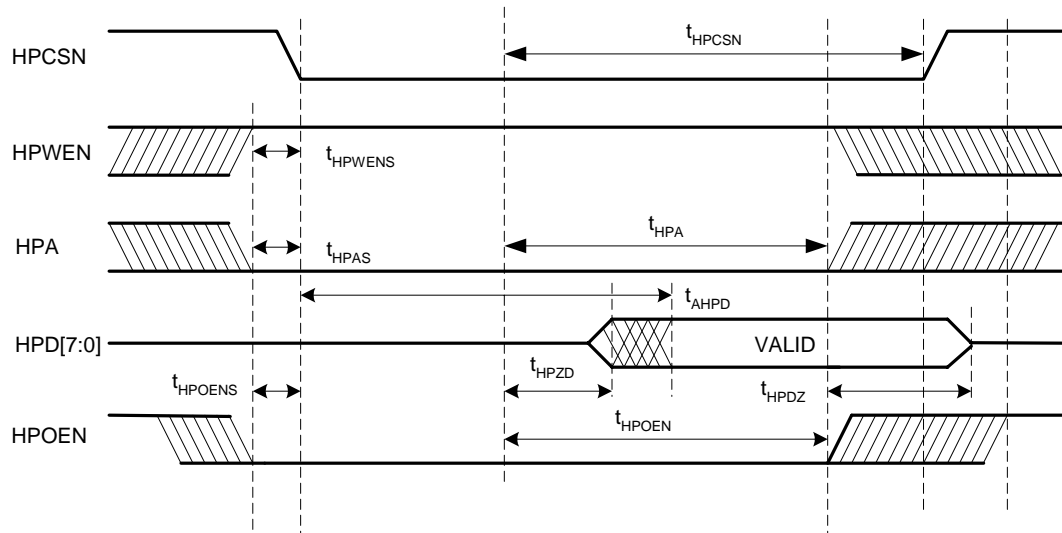 HPCSN
tHPCSN
HPWEN
tHPWENS
HPA
tHPA
tHPAS
tAHPD
HPD[7:0]
VALID
tHPZD
tHPOENS
tHPDZ
HPOEN
tHPOEN